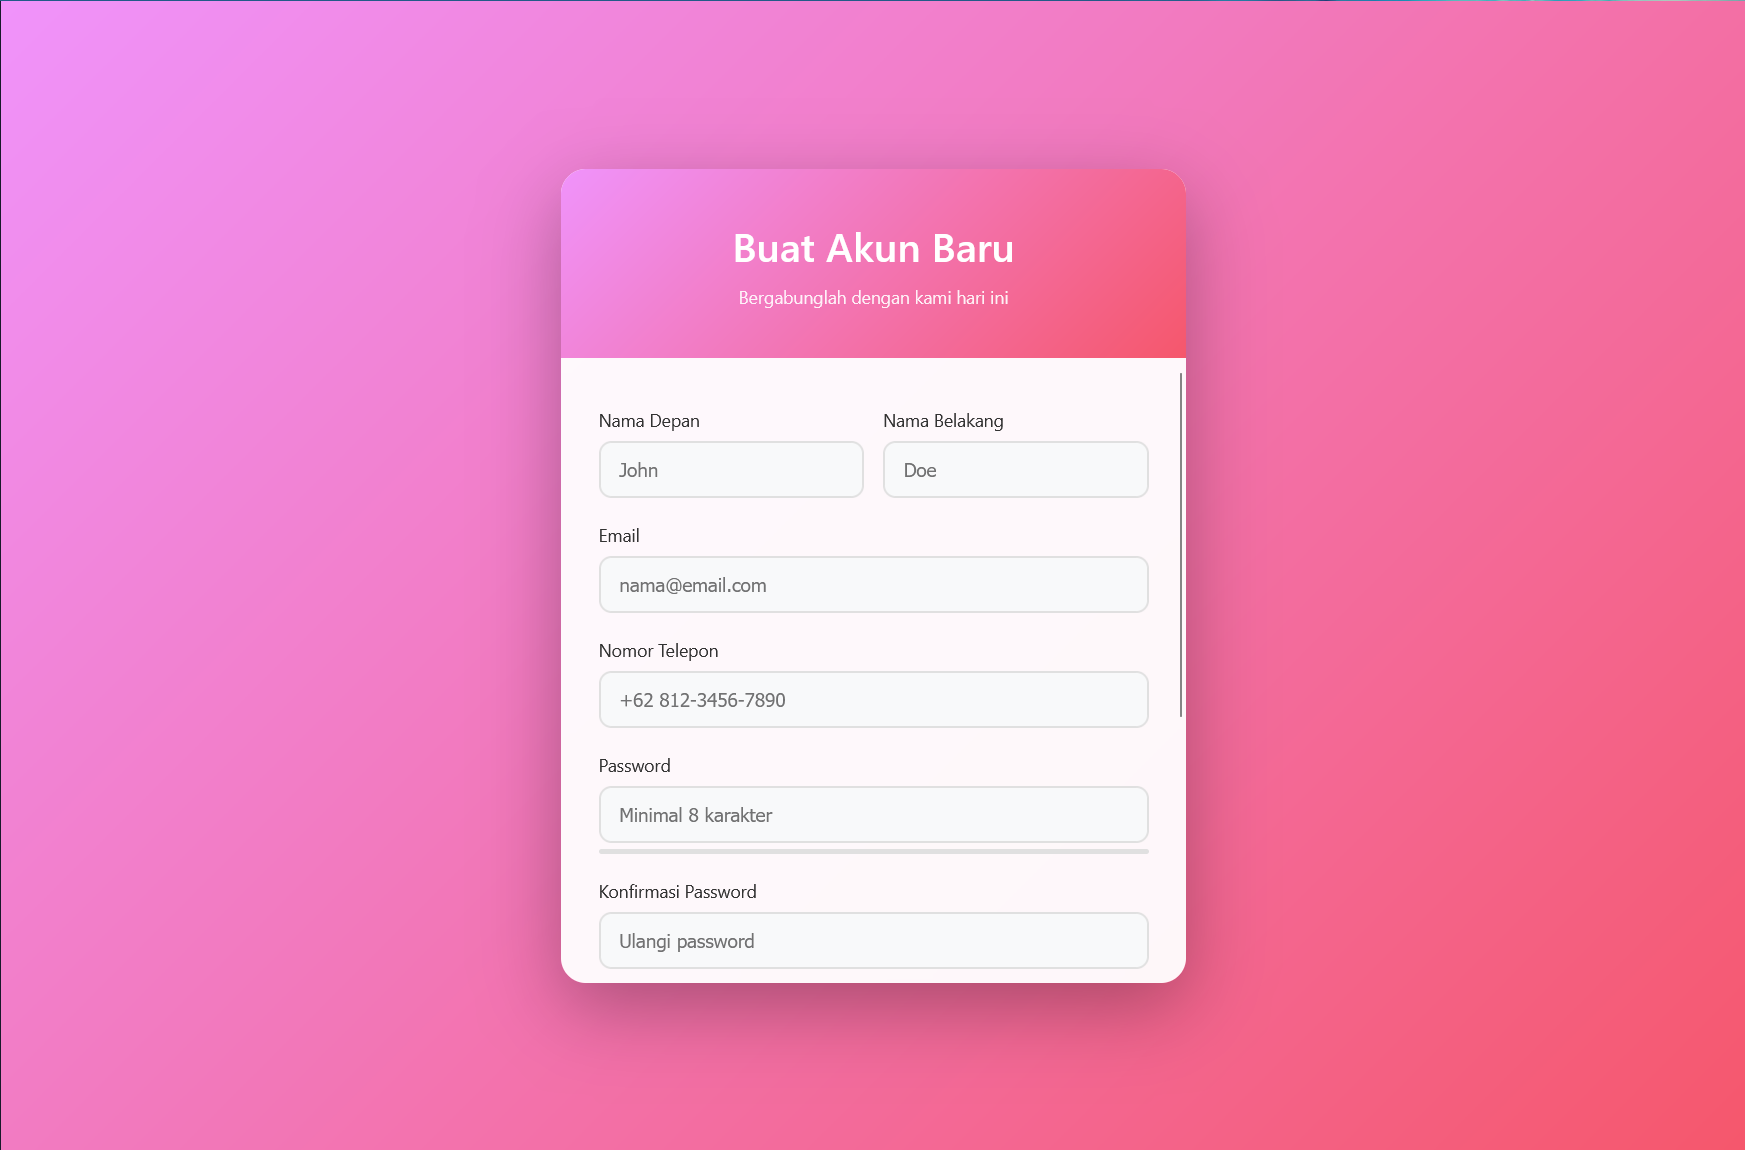 Buat Akun Baru
Bergabunglah dengan kami hari ini
Nama Depan
Nama Belakang
John
Doe
Email
nama@email.com
Nomor Telepon
+62 812-3456-7890
Password
Minimal 8 karakter
Konfirmasi Password
Ulangi password